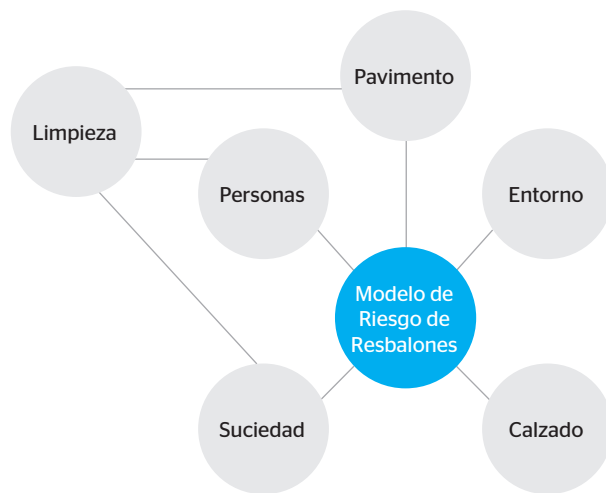 Pavimento
Limpieza
Personas
Entorno
Modelo de
Riesgo de
Resbalones
Suciedad
Calzado